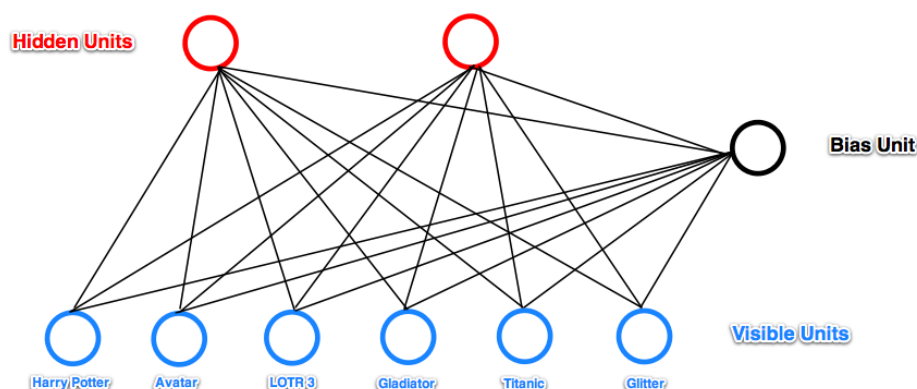 Hidden Units
Bias Unit
Visible Units
Harry Potter
Avatar
LOTR 3
Gladiator
Titanic
Glitter